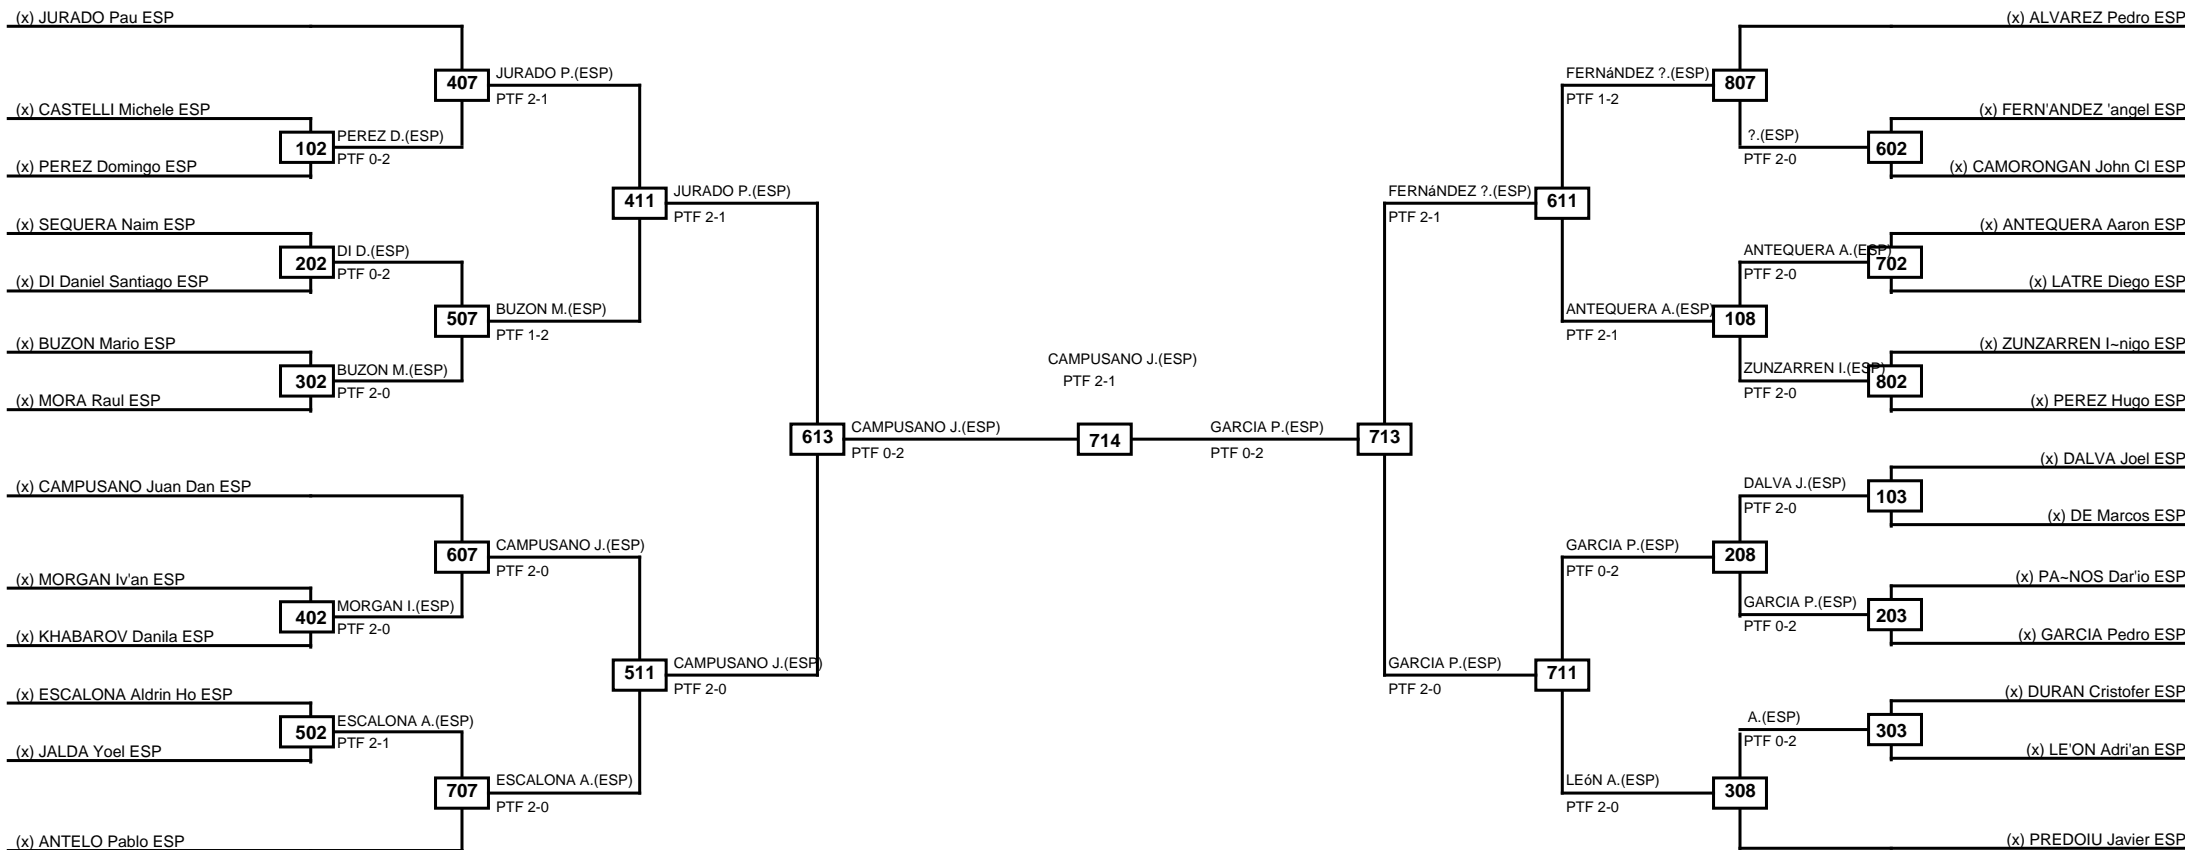 (x) JURADO Pau ESP
(x) CASTELLI Michele ESP
(x) PEREZ Domingo ESP
(x) SEQUERA Naim ESP
(x) DI Daniel Santiago ESP
(x) BUZON Mario ESP
(x) MORA Raul ESP
(x) CAMPUSANO Juan Dan ESP
(x) MORGAN Iv'an ESP
(x) KHABAROV Danila ESP
(x) ESCALONA Aldrin Ho ESP
(x) JALDA Yoel ESP
(x) ANTELO Pablo ESP
102
PEREZ D.(ESP)
PTF 0-2
202
DI D.(ESP)
PTF 0-2
302
BUZON M.(ESP)
PTF 2-0
402
MORGAN I.(ESP)
PTF 2-0
502
ESCALONA A.(ESP)
PTF 2-1
407
JURADO P.(ESP)
PTF 2-1
507
BUZON M.(ESP)
PTF 1-2
607
CAMPUSANO J.(ESP)
PTF 2-0
707
ESCALONA A.(ESP)
PTF 2-0
411
JURADO P.(ESP)
PTF 2-1
511
CAMPUSANO J.(ESP)
PTF 2-0
613
CAMPUSANO J.(ESP)
PTF 0-2
CAMPUSANO J.(ESP)
PTF 2-1
714
GARCIA P.(ESP)
PTF 0-2
713
FERNáNDEZ ?.(ESP)
PTF 2-1
611
GARCIA P.(ESP)
PTF 2-0
711
FERNáNDEZ ?.(ESP)
PTF 1-2
807
ANTEQUERA A.(ESP)
PTF 2-1
108
GARCIA P.(ESP)
PTF 0-2
208
LEóN A.(ESP)
PTF 2-0
308
?.(ESP)
PTF 2-0
602
ANTEQUERA A.(ESP)
PTF 2-0
702
ZUNZARREN I.(ESP)
PTF 2-0
802
DALVA J.(ESP)
PTF 2-0
103
GARCIA P.(ESP)
PTF 0-2
203
A.(ESP)
PTF 0-2
303
(x) ALVAREZ Pedro ESP
(x) FERN'ANDEZ 'angel ESP
(x) CAMORONGAN John Cl ESP
(x) ANTEQUERA Aaron ESP
(x) LATRE Diego ESP
(x) ZUNZARREN I~nigo ESP
(x) PEREZ Hugo ESP
(x) DALVA Joel ESP
(x) DE Marcos ESP
(x) PA~NOS Dar'io ESP
(x) GARCIA Pedro ESP
(x) DURAN Cristofer ESP
(x) LE'ON Adri'an ESP
(x) PREDOIU Javier ESP